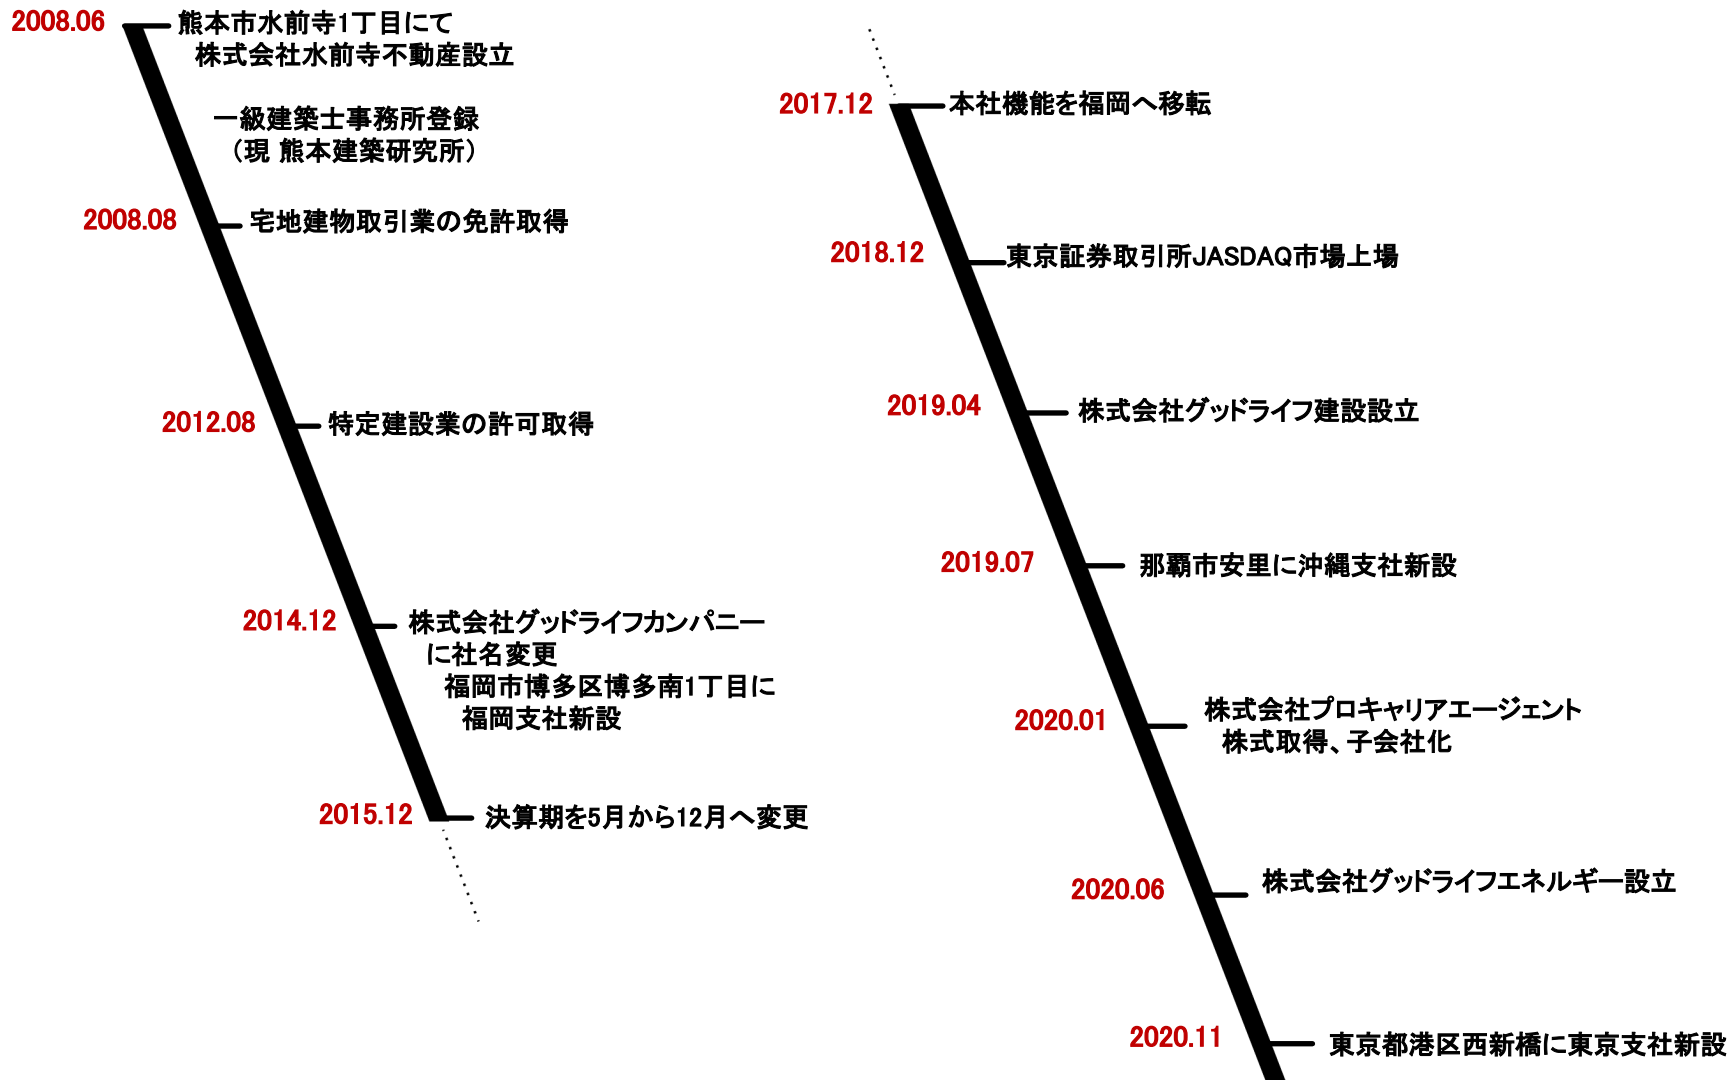 2008.06
熊本市水前寺1丁目にて
株式会社水前寺不動産設立
一級建築士事務所登録
（現 熊本建築研究所）
2008.08
宅地建物取引業の免許取得
2012.08
特定建設業の許可取得
2014.12
株式会社グッドライフカンパニー
に社名変更
福岡市博多区博多南1丁目に
福岡支社新設
2015.12
決算期を5月から12月へ変更
2017.12
本社機能を福岡へ移転
2018.12
東京証券取引所JASDAQ市場上場
2019.04
株式会社グッドライフ建設設立
2019.07
那覇市安里に沖縄支社新設
2020.01
株式会社プロキャリアエージェント
株式取得、子会社化
2020.06
株式会社グッドライフエネルギー設立
2020.11
東京都港区西新橋に東京支社新設